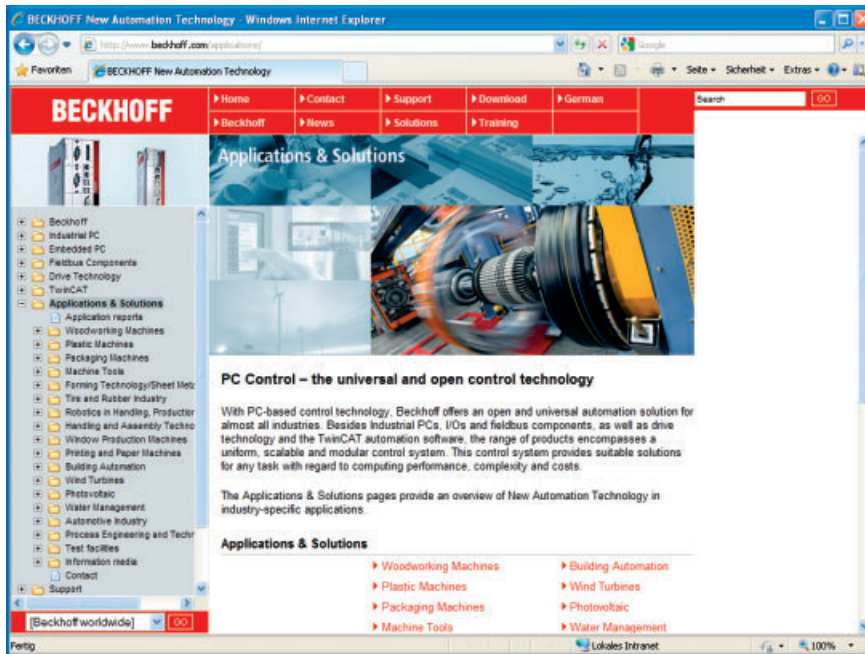 BECKHOFF New Automation Technology - Windows Internet Explorer
http://www.beckhoff.com/applications/
Google
Favoriten
BECKHOFF New Automation Technology
Seite
Sicherheit
Extras
BECKHOFF
Home
Contact
Support
Download
German
Search
GO
Beckhoff
News
Solutions
Training
Applications & Solutions
Beckhoff
Industrial PC
Embedded PC
Fieldbus Components
Drive Technology
TwinCAT
Applications & Solutions
Application reports
Woodworking Machines
Plastic Machines
Packaging Machines
Machine Tools
Forming Technology/Sheet Meta
Tire and Rubber Industry
Robotics in Handling, Production
Handling and Assembly Techno
Window Production Machines
Printing and Paper Machines
Building Automation
Wind Turbines
Photovoltaic
Water Management
Automotive Industry
Process Engineering and Techn
Test facilities
Information media
Contact
Support
[Beckhoff worldwide]
GO
PC Control – the universal and open control technology
With PC-based control technology, Beckhoff offers an open and universal automation solution for
almost all industries. Besides Industrial PCs, I/Os and fieldbus components, as well as drive
technology and the TwinCAT automation software, the range of products encompasses a
uniform, scalable and modular control system. This control system provides suitable solutions
for any task with regard to computing performance, complexity and costs.
The Applications & Solutions pages provide an overview of New Automation Technology in
industry-specific applications.
Applications & Solutions
Woodworking Machines
Building Automation
Plastic Machines
Wind Turbines
Packaging Machines
Photovoltaic
Machine Tools
Water Management
Fertig
Lokales Intranet
100%